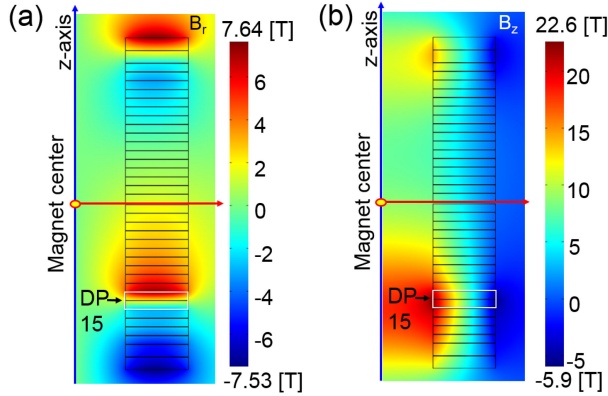 (a)
z-axis
Magnet center
DP
15
Br
7.64 [T]
6
4
2
0
-2
-4
-6
-7.53 [T]
(b)
z-axis
Magnet center
DP
15
Bz
22.6 [T]
20
15
10
5
0
-5
-5.9 [T]